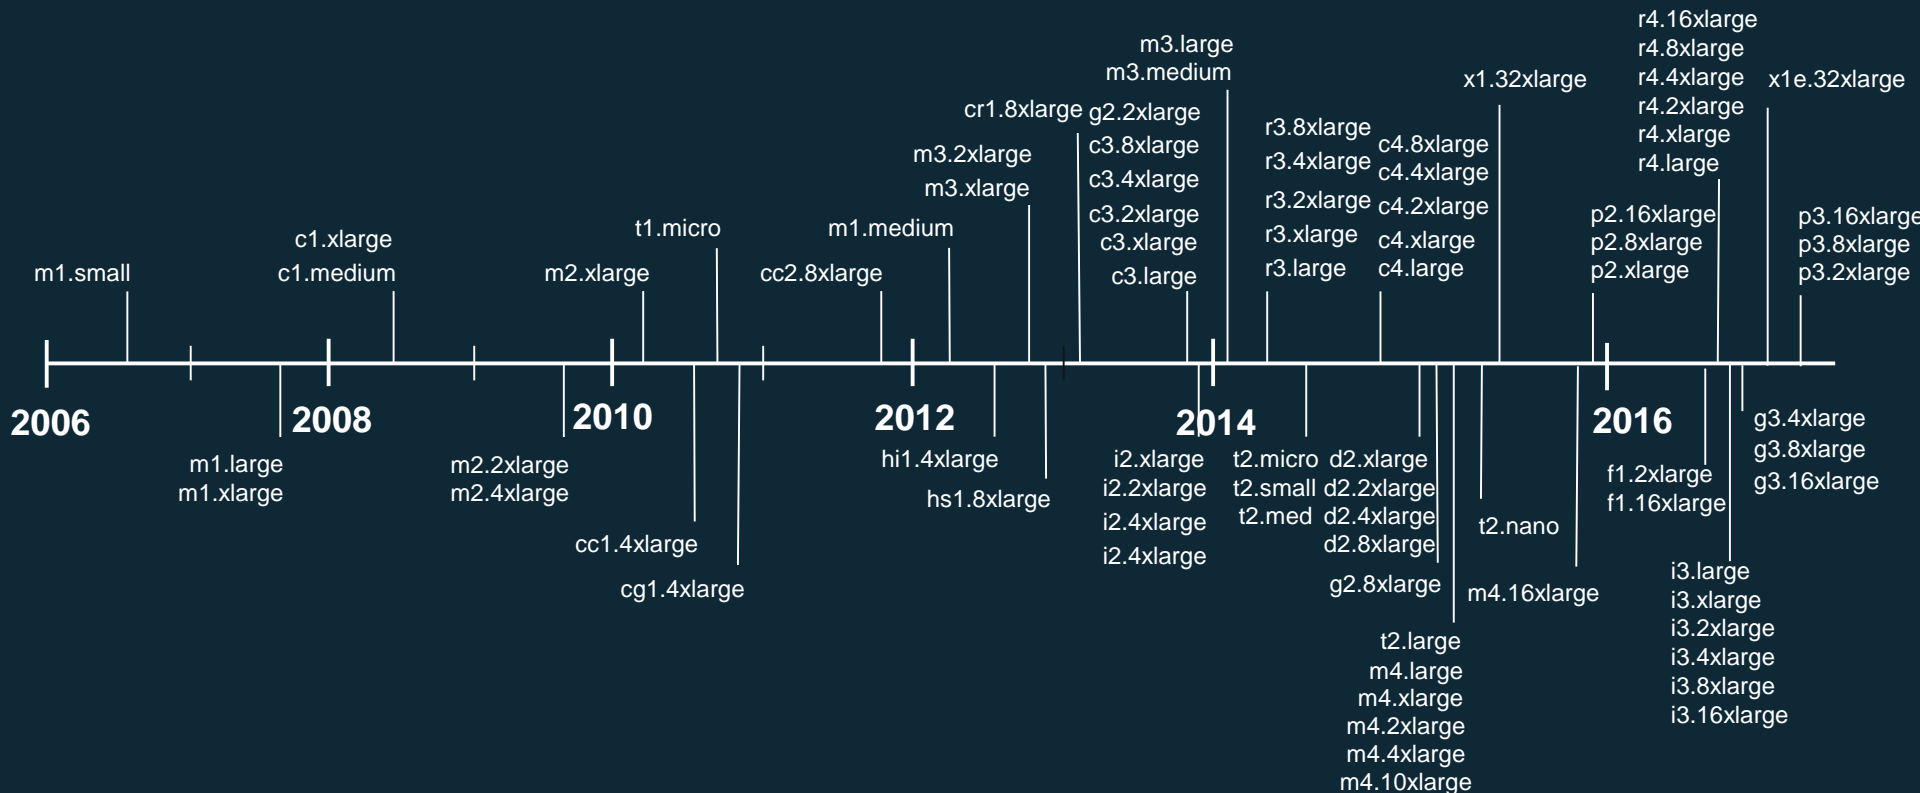 m1.small
c1.xlarge
c1.medium
m2.xlarge
t1.micro
cc2.8xlarge
m1.medium
m3.2xlarge
m3.xlarge
cr1.8xlarge
g2.2xlarge
c3.8xlarge
c3.4xlarge
c3.2xlarge
c3.xlarge
c3.large
m3.large
m3.medium
r3.8xlarge
r3.4xlarge
r3.2xlarge
r3.xlarge
r3.large
c4.8xlarge
c4.4xlarge
c4.2xlarge
c4.xlarge
c4.large
x1.32xlarge
p2.16xlarge
p2.8xlarge
p2.xlarge
r4.16xlarge
r4.8xlarge
r4.4xlarge
r4.2xlarge
r4.xlarge
r4.large
x1e.32xlarge
p3.16xlarge
p3.8xlarge
p3.2xlarge
2006
2008
2010
2012
2014
2016
m1.large
m1.xlarge
m2.2xlarge
m2.4xlarge
cc1.4xlarge
cg1.4xlarge
hi1.4xlarge
hs1.8xlarge
i2.xlarge
i2.2xlarge
i2.4xlarge
i2.4xlarge
t2.micro
t2.small
t2.med
d2.xlarge
d2.2xlarge
d2.4xlarge
d2.8xlarge
g2.8xlarge
t2.large
m4.large
m4.xlarge
m4.2xlarge
m4.4xlarge
m4.10xlarge
t2.nano
m4.16xlarge
f1.2xlarge
f1.16xlarge
i3.large
i3.xlarge
i3.2xlarge
i3.4xlarge
i3.8xlarge
i3.16xlarge
g3.4xlarge
g3.8xlarge
g3.16xlarge